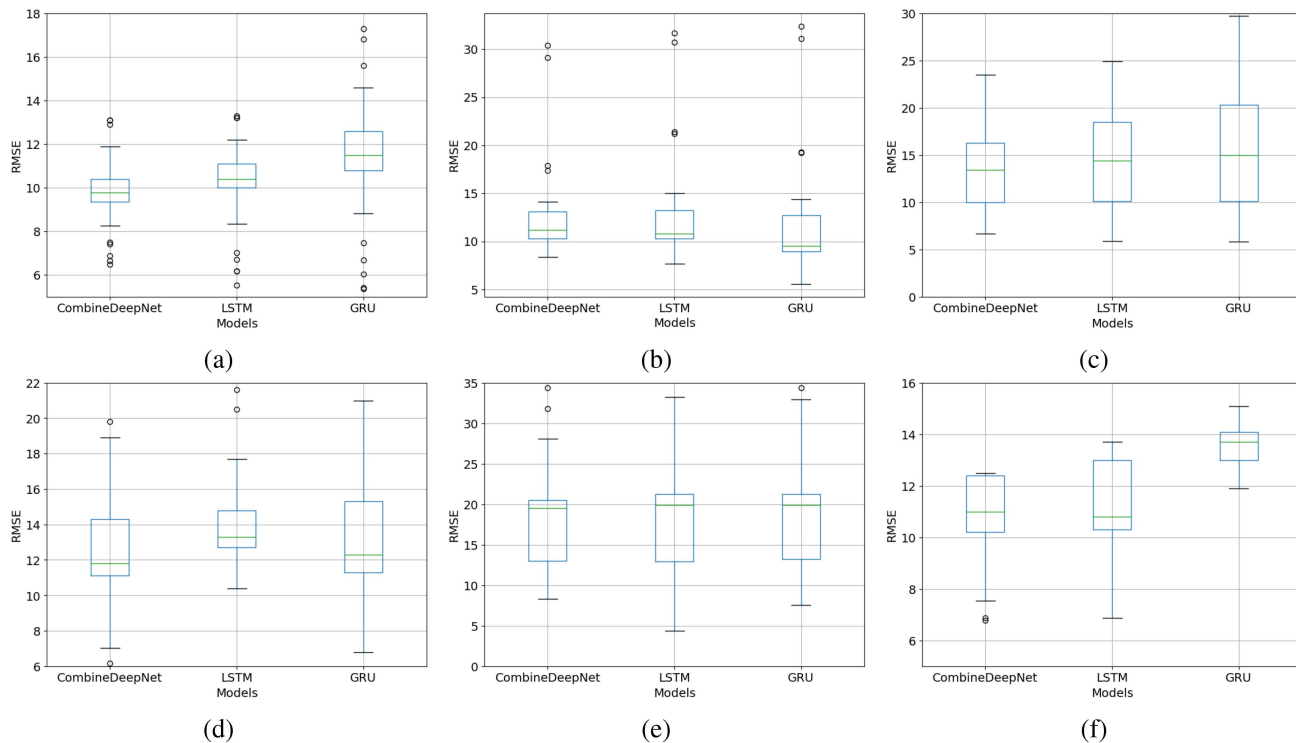 18
16
14
12
10
8
6
RMSE
CombineDeepNet LSTM GRU
Models
(a)
30
25
20
15
10
5
RMSE
CombineDeepNet LSTM GRU
Models
(b)
30
25
20
15
10
5
0
RMSE
CombineDeepNet LSTM GRU
Models
(c)
22
20
18
16
14
12
10
8
6
RMSE
CombineDeepNet LSTM GRU
Models
(d)
35
30
25
20
15
10
5
0
RMSE
CombineDeepNet LSTM GRU
Models
(e)
16
14
12
10
8
6
RMSE
CombineDeepNet LSTM GRU
Models
(f)